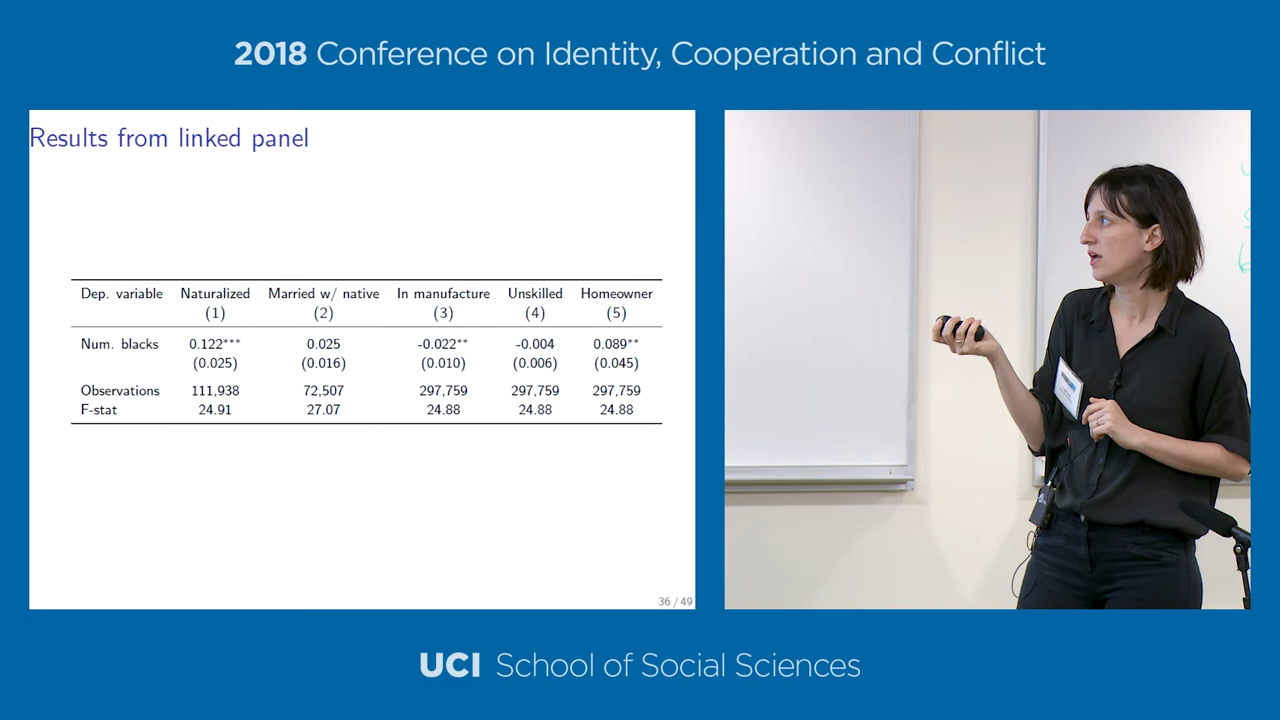 2018 Conference on Identity, Cooperation and Conflict
Results from linked panel
Dep. variable Naturalized Married w/ native In manufacture Unskilled Homeowner
(1) (2) (3) (4) (5)
Num. blacks 0.122*** 0.025 -0.022** -0.004 0.089**
(0.025) (0.016) (0.010) (0.006) (0.045)
Observations 111,938 72,507 297,759 297,759 297,759
F-stat 24.91 27.07 24.88 24.88 24.88
36 / 49
UCI School of Social Sciences